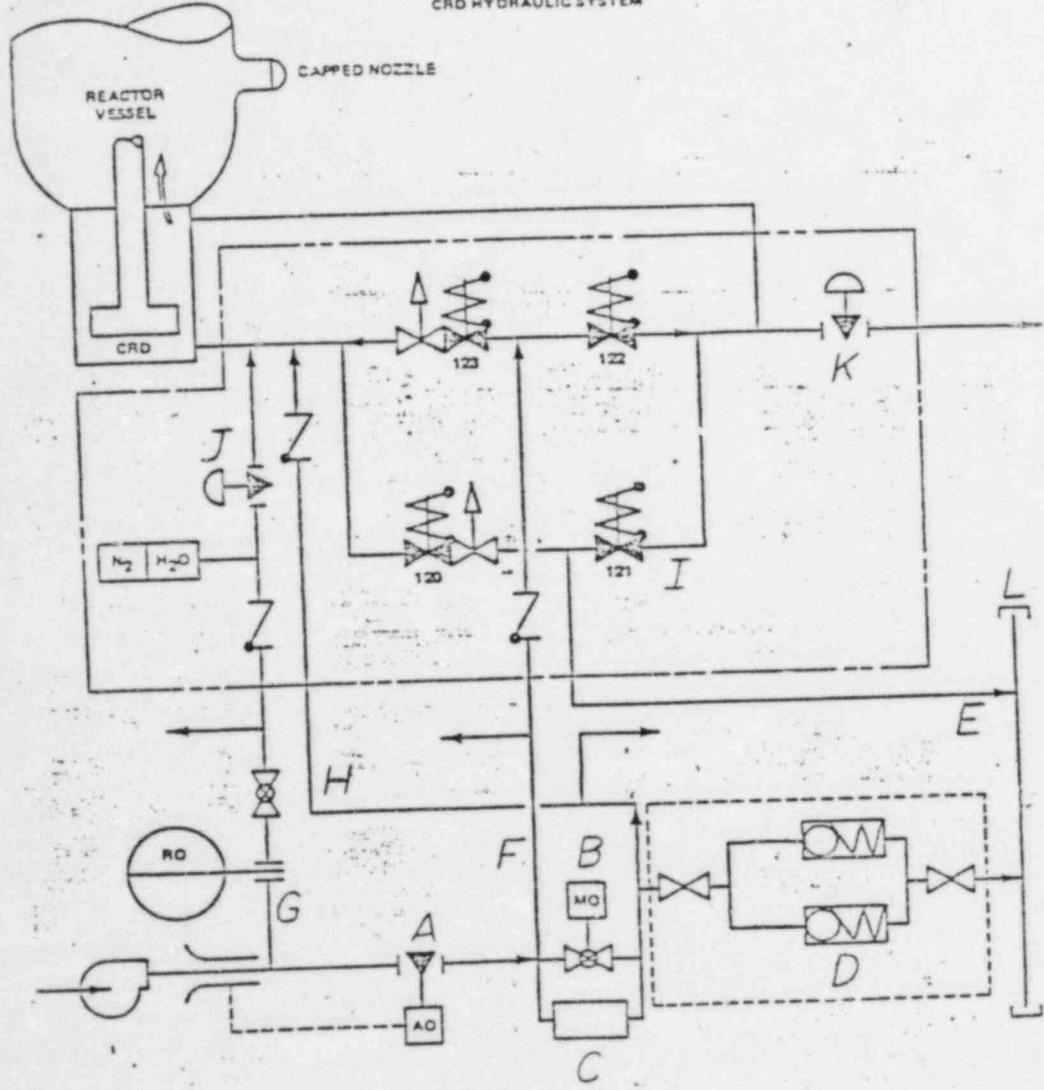 CRD HYDRAULIC SYSTEM
CAPPED NOZZLE
REACTOR
VESSEL
CRD
123
122
K
J
N2 H2O
120
121
I
L
E
H
RO
F
B
MO
G
A
D
AO
C